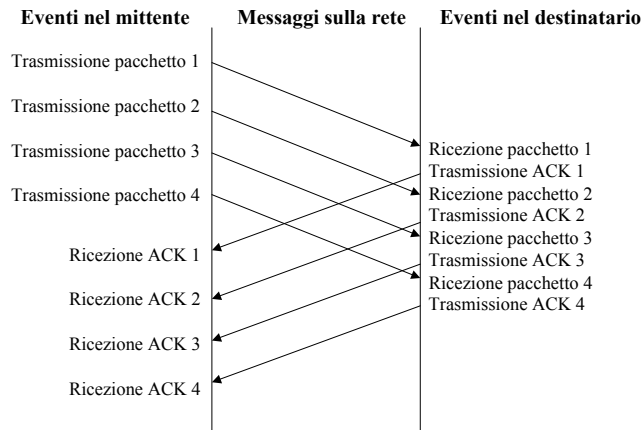 Eventi nel mittente
Messaggi sulla rete
Eventi nel destinatario
Trasmissione pacchetto 1
Trasmissione pacchetto 2
Trasmissione pacchetto 3
Trasmissione pacchetto 4
Ricezione ACK 1
Ricezione ACK 2
Ricezione ACK 3
Ricezione ACK 4
Ricezione pacchetto 1
Trasmissione ACK 1
Ricezione pacchetto 2
Trasmissione ACK 2
Ricezione pacchetto 3
Trasmissione ACK 3
Ricezione pacchetto 4
Trasmissione ACK 4